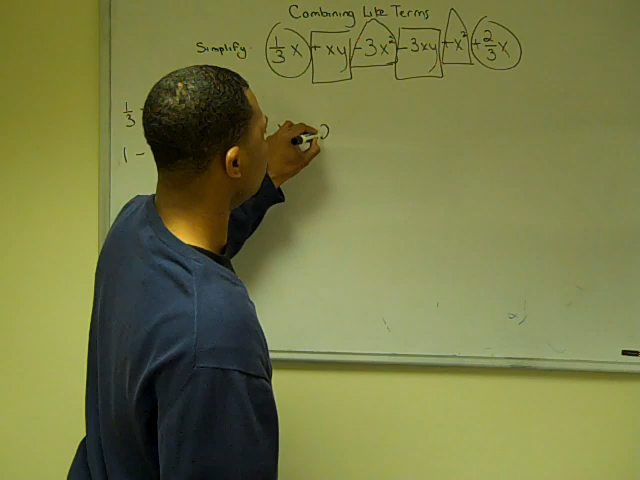 Combining Like Terms
Simplify: 1/3 x + xy - 3x² - 3xy + x² + 2/3 x
1/3
1 -